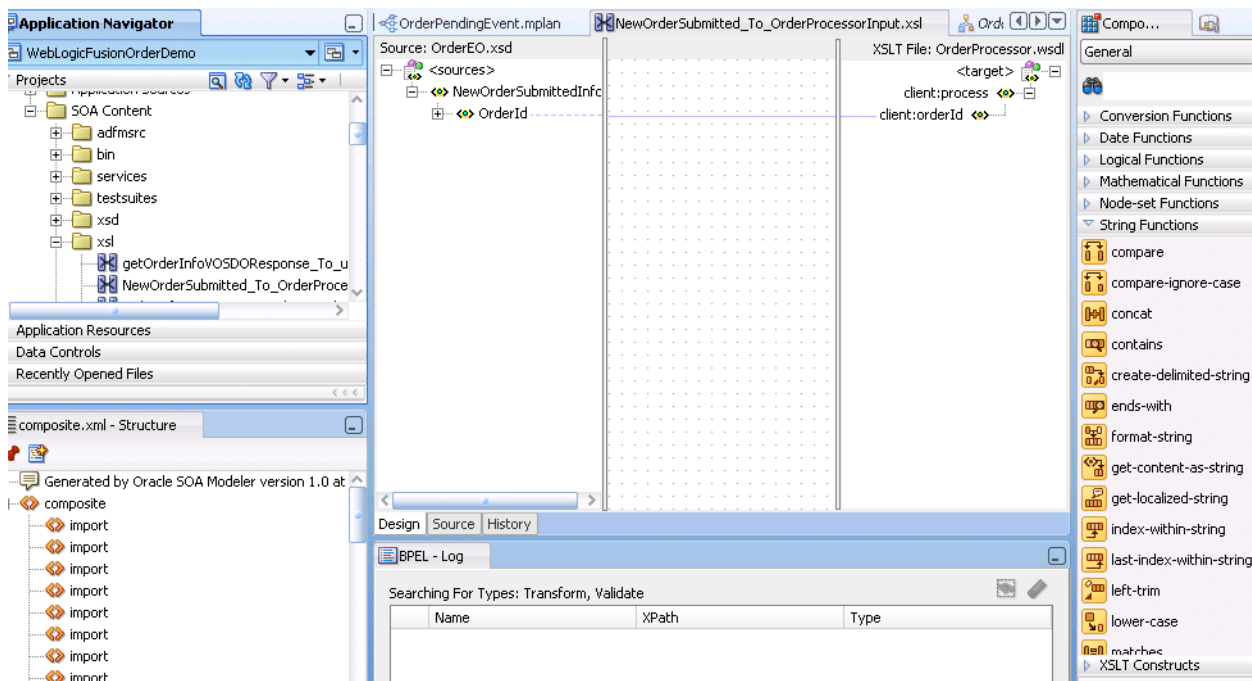 Application Navigator
WebLogicFusionOrderDemo
Projects
Application Sources
SOA Content
adfmsrc
bin
services
testsuites
xsd
xsl
getOrderInfoVOSDOResponse_To_u
NewOrderSubmitted_To_OrderProce
Application Resources
Data Controls
Recently Opened Files
composite.xml - Structure
Generated by Oracle SOA Modeler version 1.0 at
composite
import
import
import
import
import
import
import
import
OrderPendingEvent.mplan
NewOrderSubmitted_To_OrderProcessorInput.xsl
Orde
Source: OrderEO.xsd
XSLT File: OrderProcessor.wsdl
<sources>
<target>
NewOrderSubmittedInfo
client:process
OrderId
client:orderId
Design
Source
History
BPEL - Log
Searching For Types: Transform, Validate
Name
XPath
Type
Compo...
General
Conversion Functions
Date Functions
Logical Functions
Mathematical Functions
Node-set Functions
String Functions
compare
compare-ignore-case
concat
contains
create-delimited-string
ends-with
format-string
get-content-as-string
get-localized-string
index-within-string
last-index-within-string
left-trim
lower-case
matches
XSLT Constructs